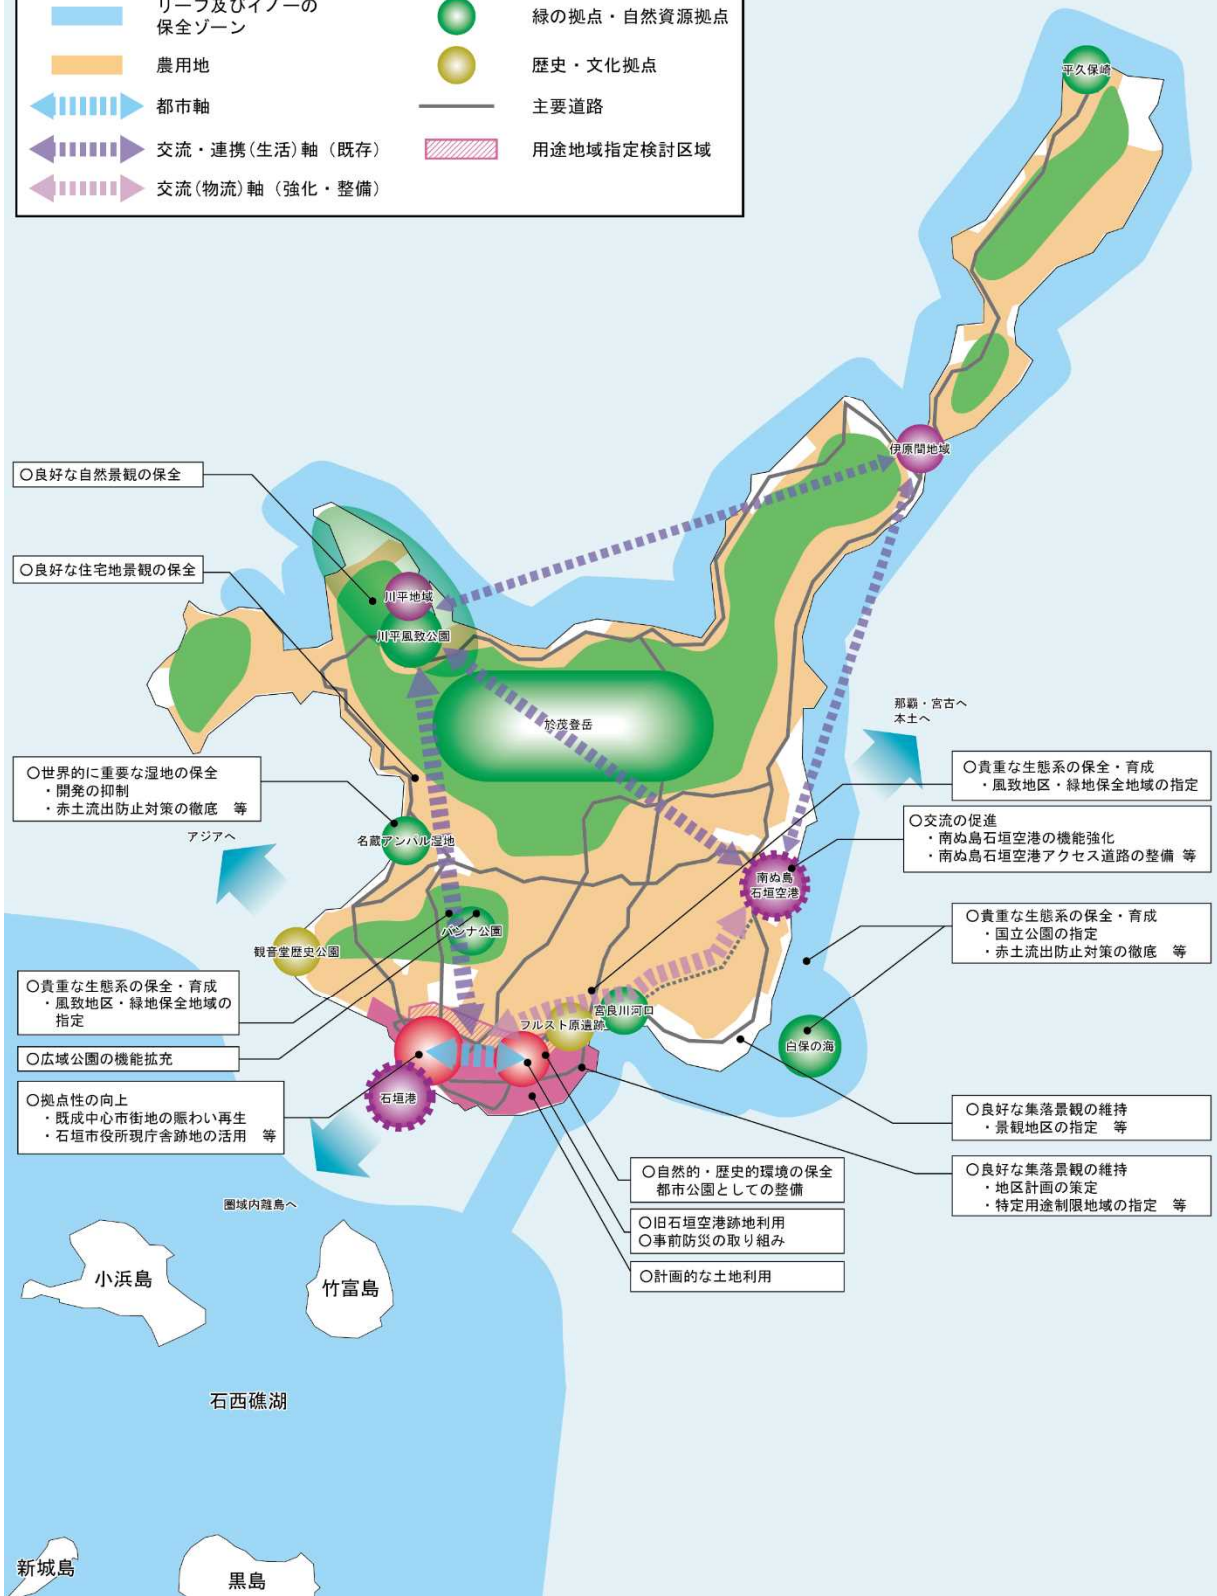 リーフ及びイノーの
保全ゾーン
農用地
都市軸
交流・連携(生活)軸（既存）
交流(物流)軸（強化・整備）
緑の拠点・自然資源拠点
歴史・文化拠点
主要道路
用途地域指定検討区域
平久保崎
伊原間地域
〇良好な自然景観の保全
〇良好な住宅地景観の保全
川平地域
川平風致公園
於茂登岳
那覇・宮古へ
本土へ
〇世界的に重要な湿地の保全
・開発の抑制
・赤土流出防止対策の徹底　等
〇貴重な生態系の保全・育成
・風致地区・緑地保全地域の指定
〇交流の促進
・南ぬ島石垣空港の機能強化
・南ぬ島石垣空港アクセス道路の整備 等
アジアへ
名蔵アンパル湿地
南ぬ島
石垣空港
バンナ公園
観音堂歴史公園
〇貴重な生態系の保全・育成
・国立公園の指定
・赤土流出防止対策の徹底　等
〇貴重な生態系の保全・育成
・風致地区・緑地保全地域の
指定
宮良川河口
フルスト原遺跡
白保の海
〇広域公園の機能拡充
〇拠点性の向上
・既成中心市街地の賑わい再生
・石垣市役所現庁舎跡地の活用　等
石垣港
〇良好な集落景観の維持
・景観地区の指定　等
〇良好な集落景観の維持
・地区計画の策定
・特定用途制限地域の指定　等
〇自然的・歴史的環境の保全
都市公園としての整備
〇旧石垣空港跡地利用
〇事前防災の取り組み
〇計画的な土地利用
圏域内離島へ
小浜島
竹富島
石西礁湖
新城島
黒島